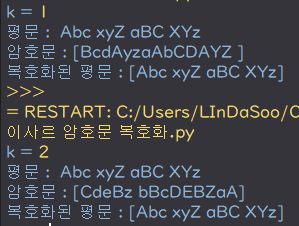 k = 1
평문 : Abc xyZ aBC XYz
암호문 : [BcdAyzaAbCDAYZ ]
복호화된 평문 : [Abc xyZ aBC XYz]
>>>
= RESTART: C:/Users/LInDaSoo/
이사르 암호문 복호화.py
k = 2
평문 : Abc xyZ aBC XYz
암호문 : [CdeBz bBcDEBZaA]
복호화된 평문 : [Abc xyZ aBC XYz]